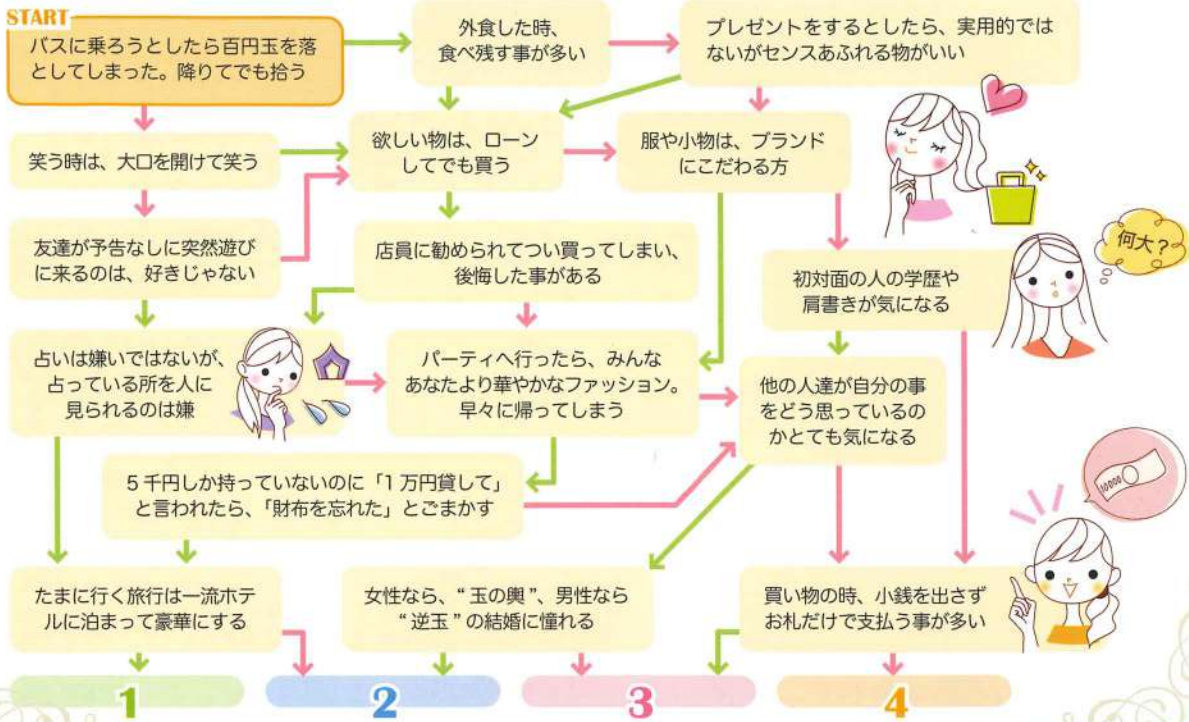 START
バスに乗ろうとしたら百円玉を落
としてしまった。降りてでも拾う
外食した時、
食べ残す事が多い
プレゼントをするとしたら、実用的では
ないがセンスあふれる物がいい
笑う時は、大口を開けて笑う
欲しい物は、ローン
してでも買う
服や小物は、ブランド
にこだわる方
友達が予告なしに突然遊び
に来るのは、好きじゃない
店員に勧められてつい買ってしまい、
後悔した事がある
初対面の人の学歴や
肩書きが気になる
何大?
占いは嫌いではないが、
占っている所を人に
見られるのは嫌
パーティへ行ったら、みんな
あなたより華やかなファッション。
早々に帰ってしまう
他の人達が自分の事
をどう思っているの
かとても気になる
5千円しか持っていないのに「1万円貸して」
と言われたら、「財布を忘れた」とごまかす
10000
たまに行く旅行は一流ホテ
ルに泊まって豪華にする
女性なら、“玉の輿”、男性なら
“逆玉”の結婚に憧れる
買い物の時、小銭を出さず
お札だけで支払う事が多い
1
2
3
4